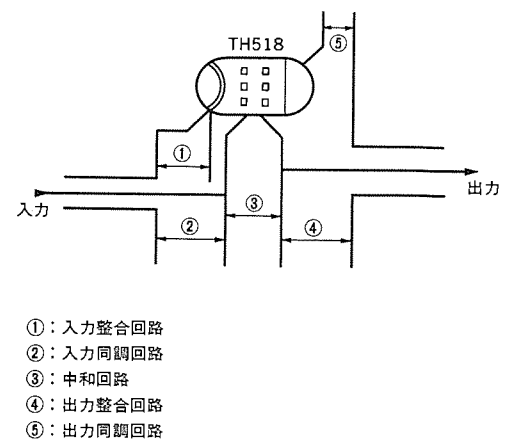 TH518
⑤
①
入力
②
③
④
出力
①：入力整合回路
②：入力同調回路
③：中和回路
④：出力整合回路
⑤：出力同調回路